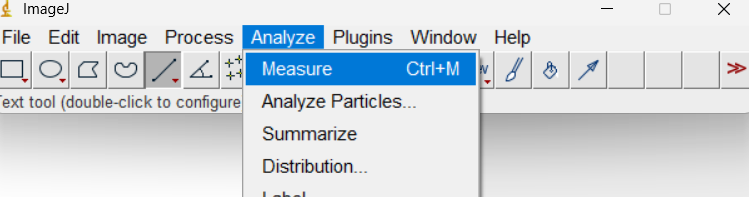 ImageJ
File Edit Image Process Analyze Plugins Window Help
Measure Ctrl+M
Text tool (double-click to configure
Analyze Particles...
Summarize
Distribution...
Label